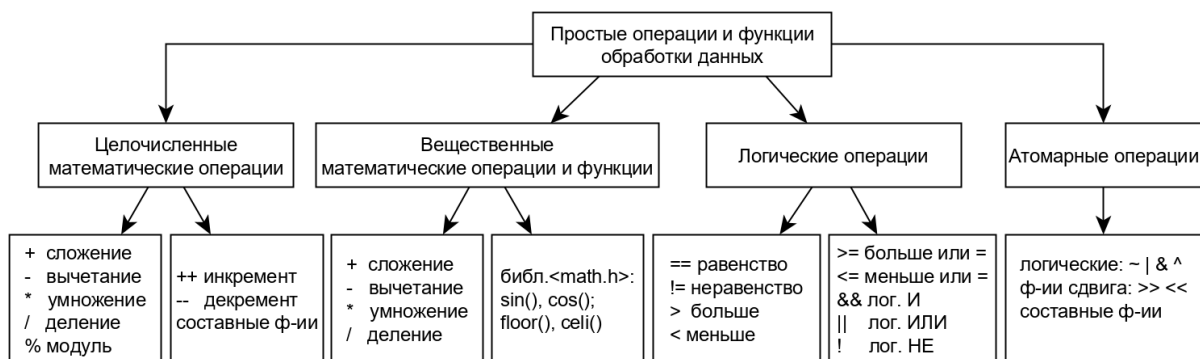 Простые операции и функции
обработки данных
Целочисленные
математические операции
Вещественные
математические операции и функции
Логические операции
Атомарные операции
+ сложение
- вычетание
* умножение
/ деление
% модуль
++ инкремент
-- декремент
составные ф-ии
+ сложение
- вычетание
* умножение
/ деление
библ.<math.h>:
sin(), cos();
floor(), celi()
== равенство
!= неравенство
> больше
< меньше
>= больше или =
<= меньше или =
&& лог. И
|| лог. ИЛИ
! лог. НЕ
логические: ~ | & ^
ф-ии сдвига: >> <<
составные ф-ии